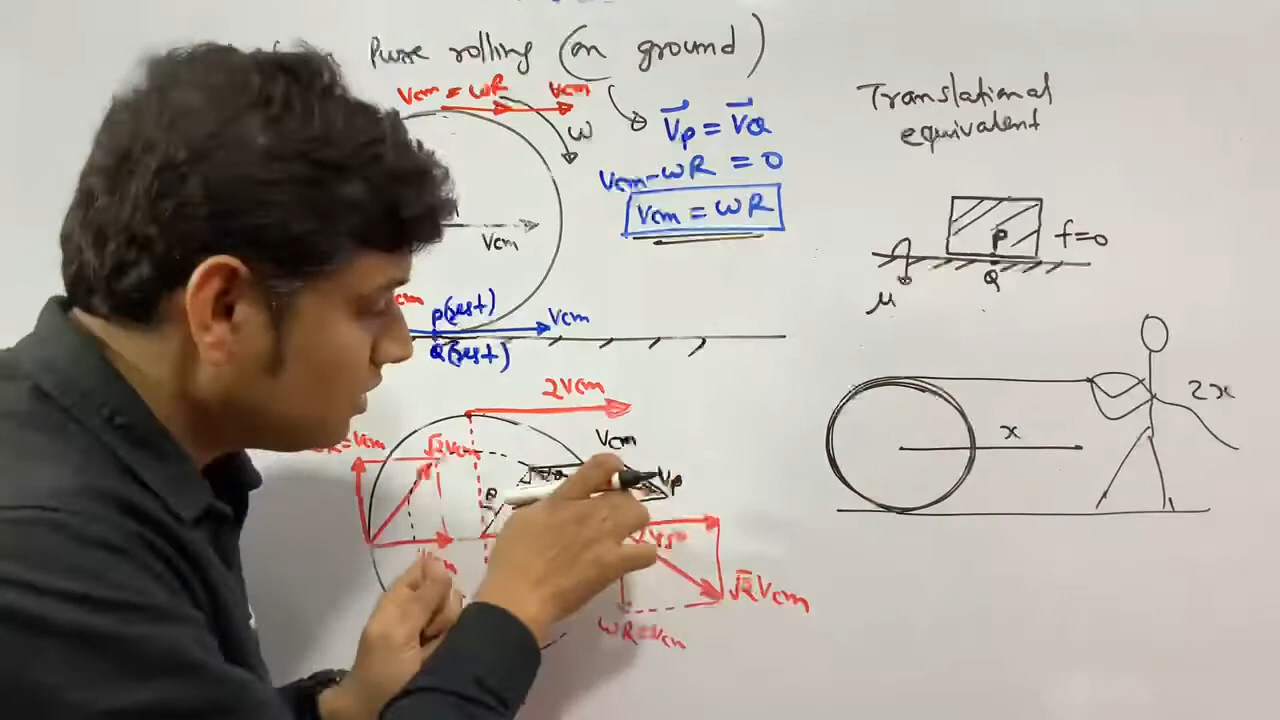 Pure rolling (on ground)
Vcm = ωR
Vcm
ω
Vcm
P(rest)
Vcm
Q(rest)
V⃗p = V⃗Q
Vcm-ωR = 0
Vcm = ωR
Translational
equivalent
P
f=0
Q
μ
2Vcm
√2Vcm
Vcm
θ
Vp
45°
√2Vcm
ωR=Vcm
x
2x